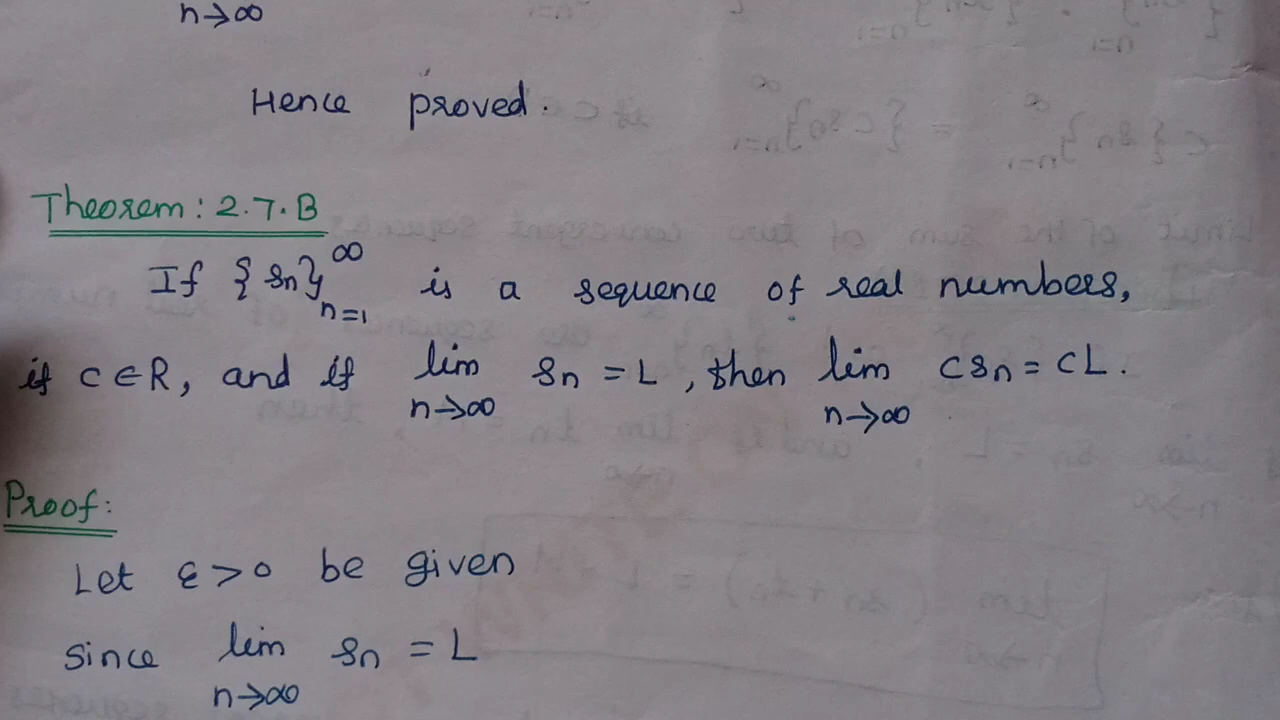 n→∞
Hence proved.
Theorem: 2.7.B
If {sn}∞n=1 is a sequence of real numbers,
if c∈R, and if lim n→∞ sn = L, then lim n→∞ csn = cL.
Proof:
Let ε>0 be given
Since lim n→∞ sn = L